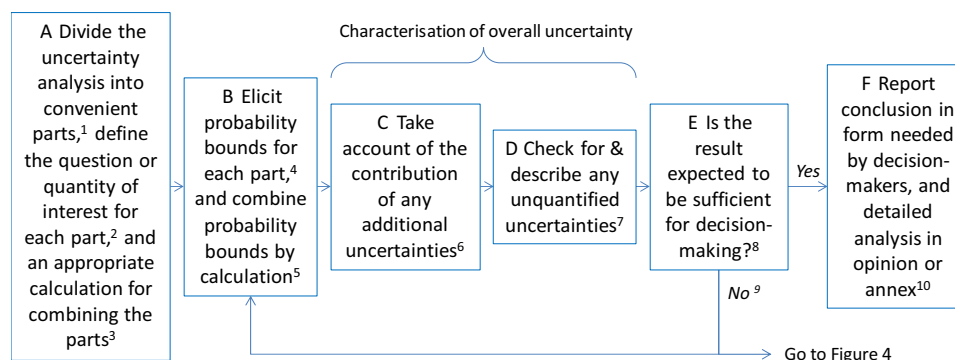 Characterisation of overall uncertainty
A Divide the
uncertainty
analysis into
convenient
parts,¹ define
the question or
quantity of
interest for
each part,² and
an appropriate
calculation for
combining the
parts³
B Elicit
probability
bounds for
each part,⁴
and combine
probability
bounds by
calculation⁵
C Take
account of the
contribution
of any
additional
uncertainties⁶
D Check for &
describe any
unquantified
uncertainties⁷
E Is the
result
expected to
be sufficient
for decision-
making?⁸
Yes
No ⁹
F Report
conclusion in
form needed
by decision-
makers, and
detailed
analysis in
opinion or
annex¹⁰
Go to Figure 4